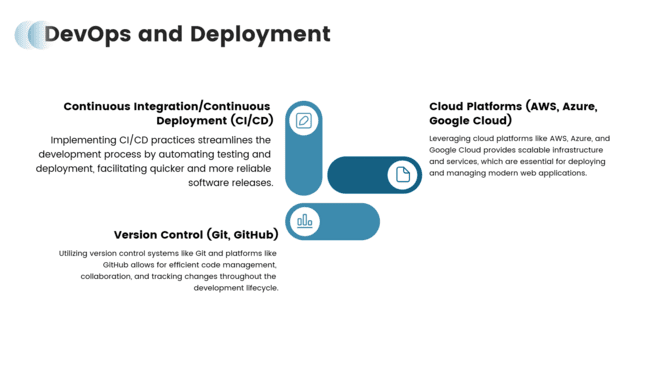 DevOps and Deployment
Continuous Integration/Continuous
Deployment (CI/CD)
Implementing CI/CD practices streamlines the
development process by automating testing and
deployment, facilitating quicker and more reliable
software releases.
Cloud Platforms (AWS, Azure,
Google Cloud)
Leveraging cloud platforms like AWS, Azure, and
Google Cloud provides scalable infrastructure
and services, which are essential for deploying
and managing modern web applications.
Version Control (Git, GitHub)
Utilizing version control systems like Git and platforms like
GitHub allows for efficient code management,
collaboration, and tracking changes throughout the
development lifecycle.